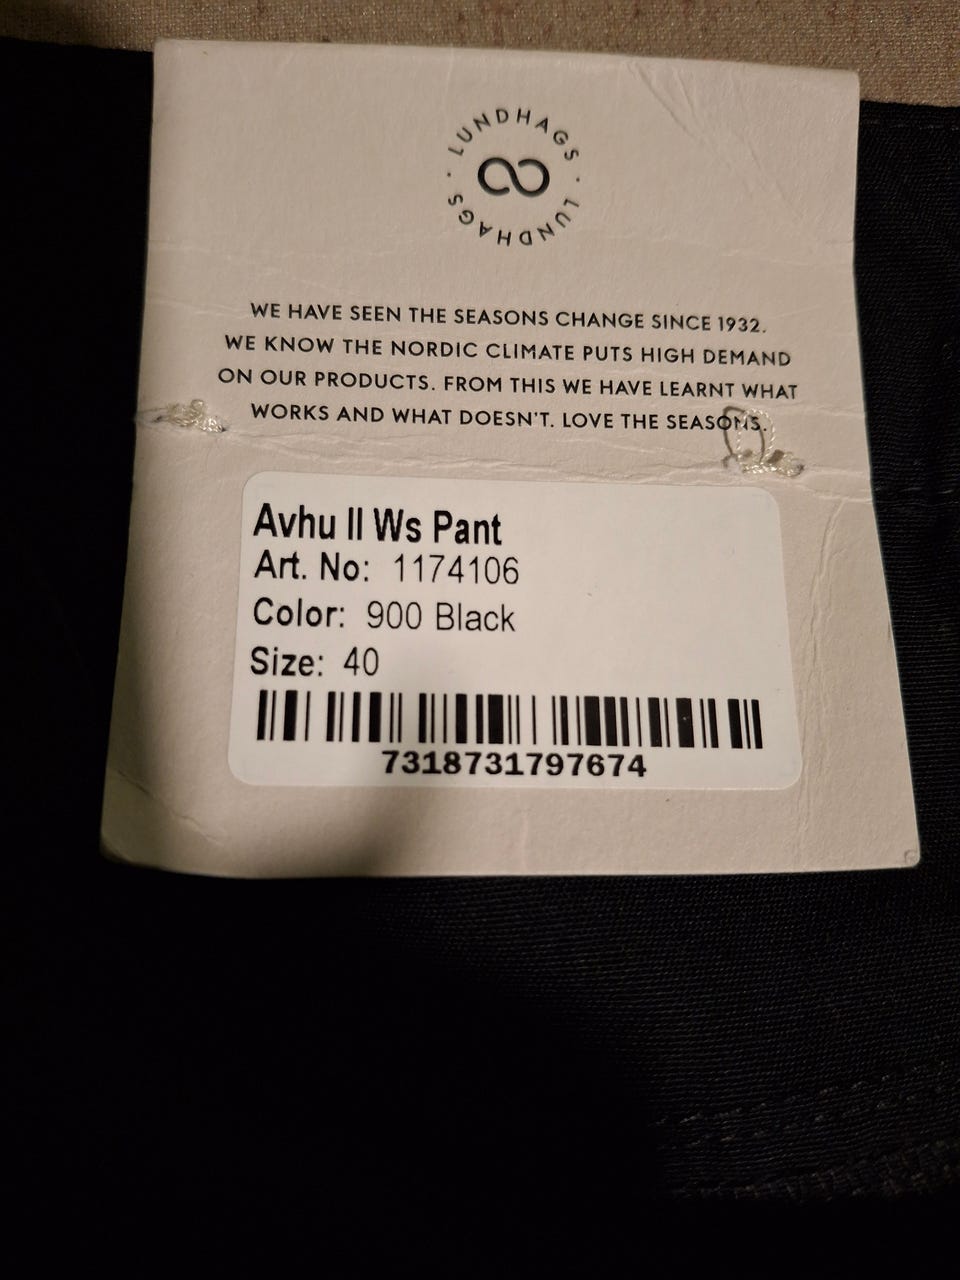 LUNDHAGS · LUNDHAGS ·
WE HAVE SEEN THE SEASONS CHANGE SINCE 1932.
WE KNOW THE NORDIC CLIMATE PUTS HIGH DEMAND
ON OUR PRODUCTS. FROM THIS WE HAVE LEARNT WHAT
WORKS AND WHAT DOESN'T. LOVE THE SEASONS.
Avhu II Ws Pant
Art. No: 1174106
Color: 900 Black
Size: 40
7318731797674